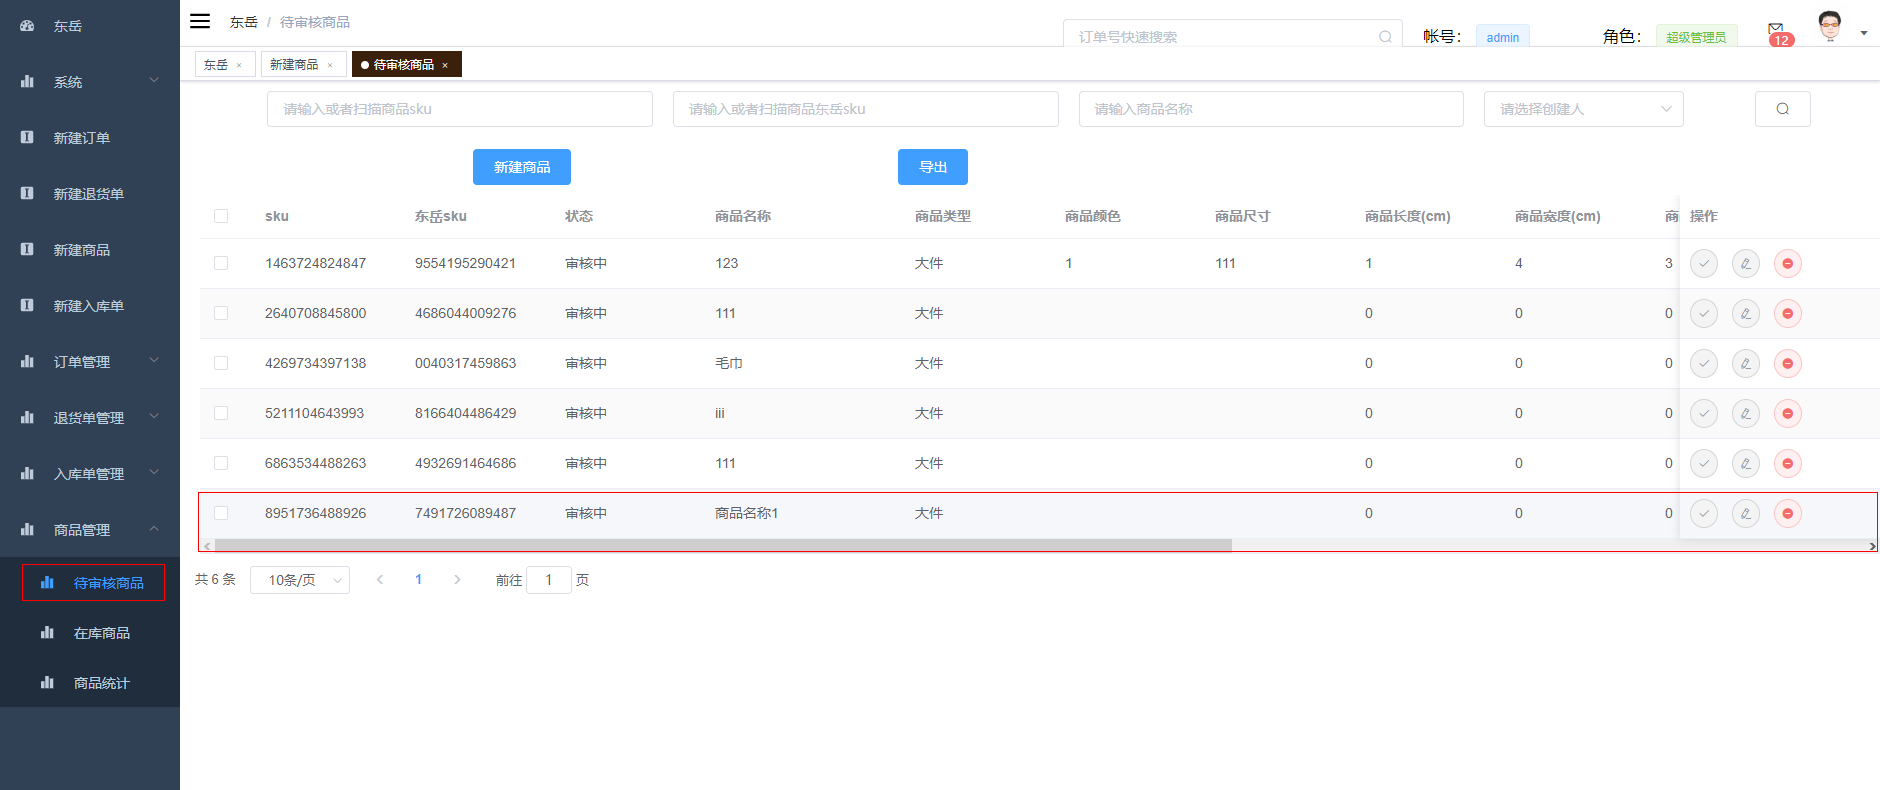 东岳
系统
新建订单
新建退货单
新建商品
新建入库单
订单管理
退货单管理
入库单管理
商品管理
待审核商品
在库商品
商品统计
东岳 / 待审核商品
订单号快速搜索
帐号： admin
角色： 超级管理员
12
东岳 × 新建商品 × 待审核商品 ×
请输入或者扫描商品sku 请输入或者扫描商品东岳sku 请输入商品名称 请选择创建人
新建商品 导出
sku 东岳sku 状态 商品名称 商品类型 商品颜色 商品尺寸 商品长度(cm) 商品宽度(cm) 商 操作
1463724824847 9554195290421 审核中 123 大件 1 111 1 4 3
2640708845800 4686044009276 审核中 111 大件 0 0 0
4269734397138 0040317459863 审核中 毛巾 大件 0 0 0
5211104643993 8166404486429 审核中 iii 大件 0 0 0
6863534488263 4932691464686 审核中 111 大件 0 0 0
8951736488926 7491726089487 审核中 商品名称1 大件 0 0 0
共 6 条 10条/页 1 前往 1 页